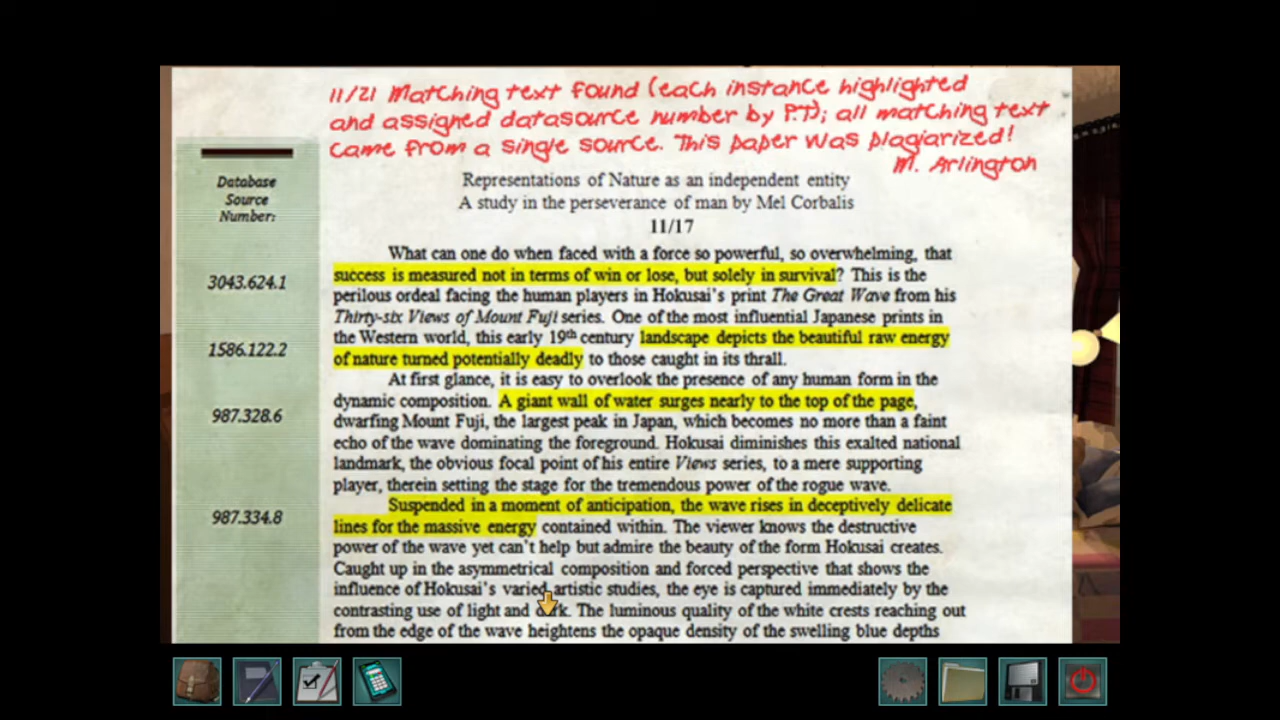 11/21 Matching text found (each instance highlighted
and assigned datasource number by P.T.); all matching text
came from a single source. This paper was plagiarized!
M. Arlington
Database
Source
Number:
3043.624.1
1586.122.2
987.328.6
987.334.8
Representations of Nature as an independent entity
A study in the perseverance of man by Mel Corbalis
11/17
What can one do when faced with a force so powerful, so overwhelming, that
success is measured not in terms of win or lose, but solely in survival? This is the
perilous ordeal facing the human players in Hokusai's print The Great Wave from his
Thirty-six Views of Mount Fuji series. One of the most influential Japanese prints in
the Western world, this early 19th century landscape depicts the beautiful raw energy
of nature turned potentially deadly to those caught in its thrall.
At first glance, it is easy to overlook the presence of any human form in the
dynamic composition. A giant wall of water surges nearly to the top of the page,
dwarfing Mount Fuji, the largest peak in Japan, which becomes no more than a faint
echo of the wave dominating the foreground. Hokusai diminishes this exalted national
landmark, the obvious focal point of his entire Views series, to a mere supporting
player, therein setting the stage for the tremendous power of the rogue wave.
Suspended in a moment of anticipation, the wave rises in deceptively delicate
lines for the massive energy contained within. The viewer knows the destructive
power of the wave yet can't help but admire the beauty of the form Hokusai creates.
Caught up in the asymmetrical composition and forced perspective that shows the
influence of Hokusai's varied artistic studies, the eye is captured immediately by the
contrasting use of light and dark. The luminous quality of the white crests reaching out
from the edge of the wave heightens the opaque density of the swelling blue depths